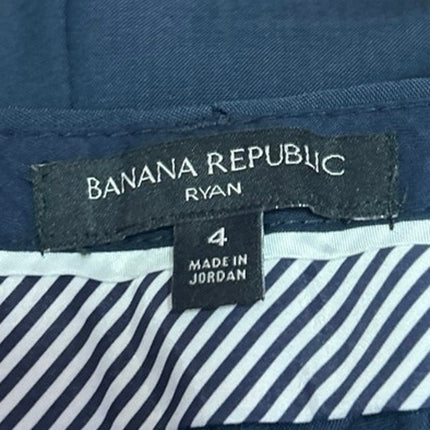 BANANA REPUBLIC
RYAN
4
MADE IN
JORDAN